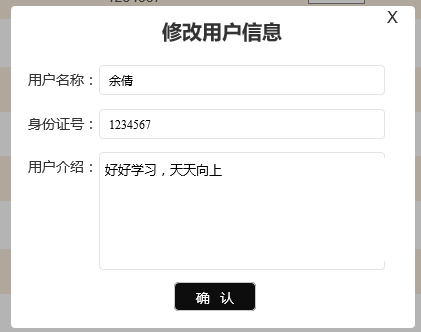 X
修改用户信息
用户名称： 余倩
身份证号： 1234567
用户介绍： 好好学习，天天向上
确 认